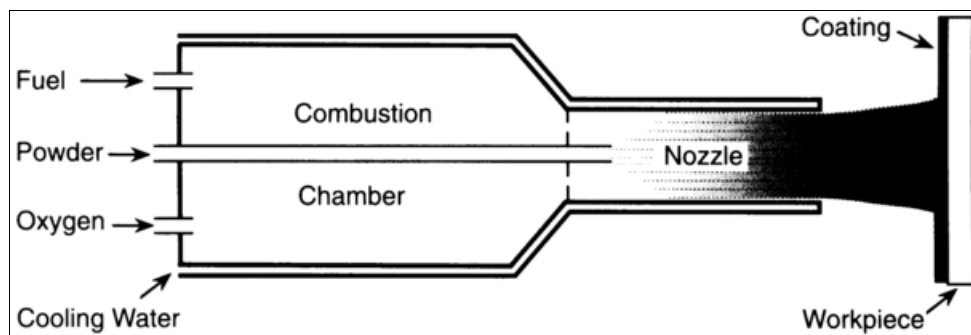 Coating
Fuel
Combustion
Powder
Nozzle
Chamber
Oxygen
Cooling Water
Workpiece